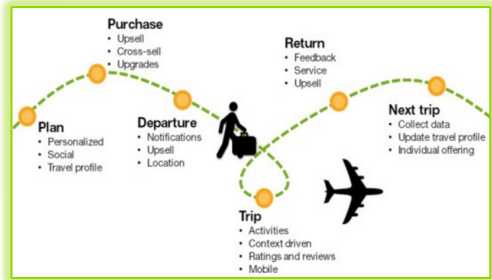 Purchase
• Upsell
• Cross-sell
• Upgrades
Return
• Feedback
• Service
• Upsell
Plan
• Personalized
• Social
• Travel profile
Departure
• Notifications
• Upsell
• Location
Next trip
• Collect data
• Update travel profile
• Individual offering
Trip
• Activities
• Context driven
• Ratings and reviews
• Mobile